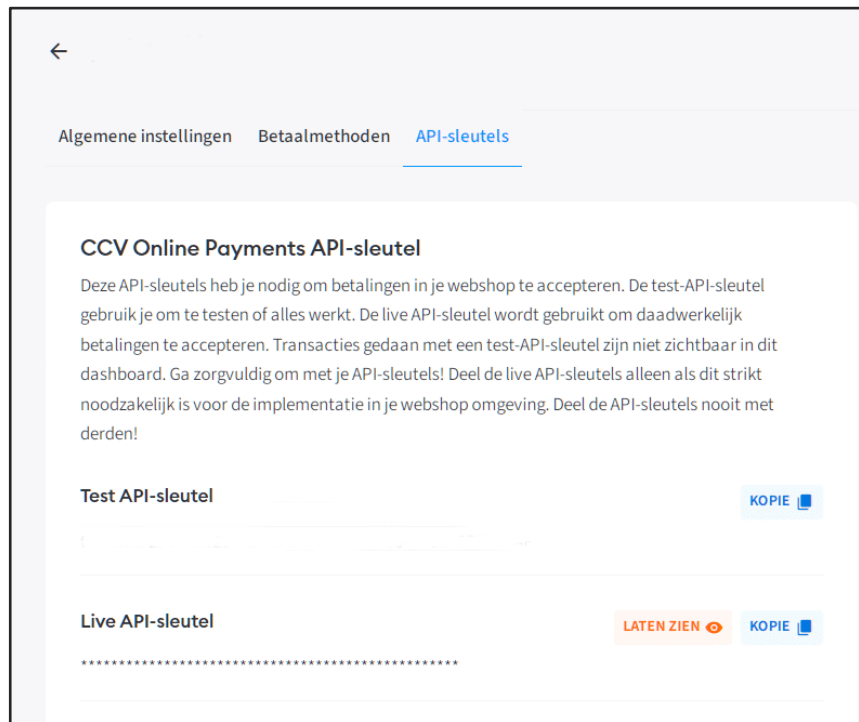 Algemene instellingen Betaalmethoden API-sleutels
CCV Online Payments API-sleutel
Deze API-sleutels heb je nodig om betalingen in je webshop te accepteren. De test-API-sleutel
gebruik je om te testen of alles werkt. De live API-sleutel wordt gebruikt om daadwerkelijk
betalingen te accepteren. Transacties gedaan met een test-API-sleutel zijn niet zichtbaar in dit
dashboard. Ga zorgvuldig om met je API-sleutels! Deel de live API-sleutels alleen als dit strikt
noodzakelijk is voor de implementatie in je webshop omgeving. Deel de API-sleutels nooit met
derden!
Test API-sleutel KOPIE
Live API-sleutel LATEN ZIEN KOPIE
**************************************************